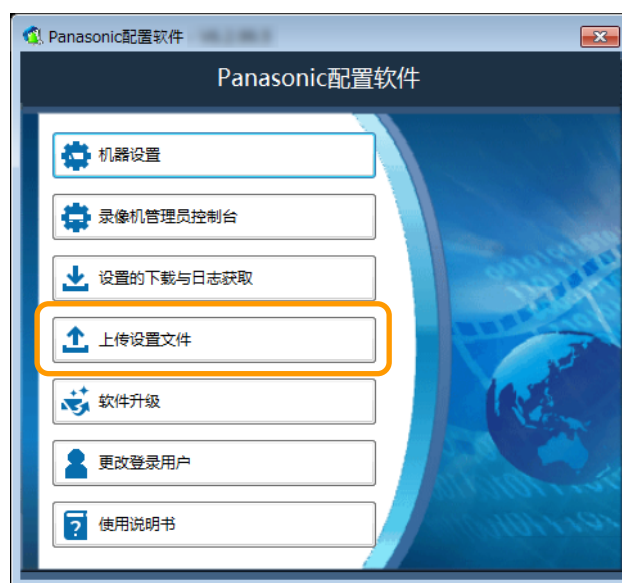 Panasonic配置软件
Panasonic配置软件
机器设置
录像机管理员控制台
设置的下载与日志获取
上传设置文件
软件升级
更改登录用户
使用说明书